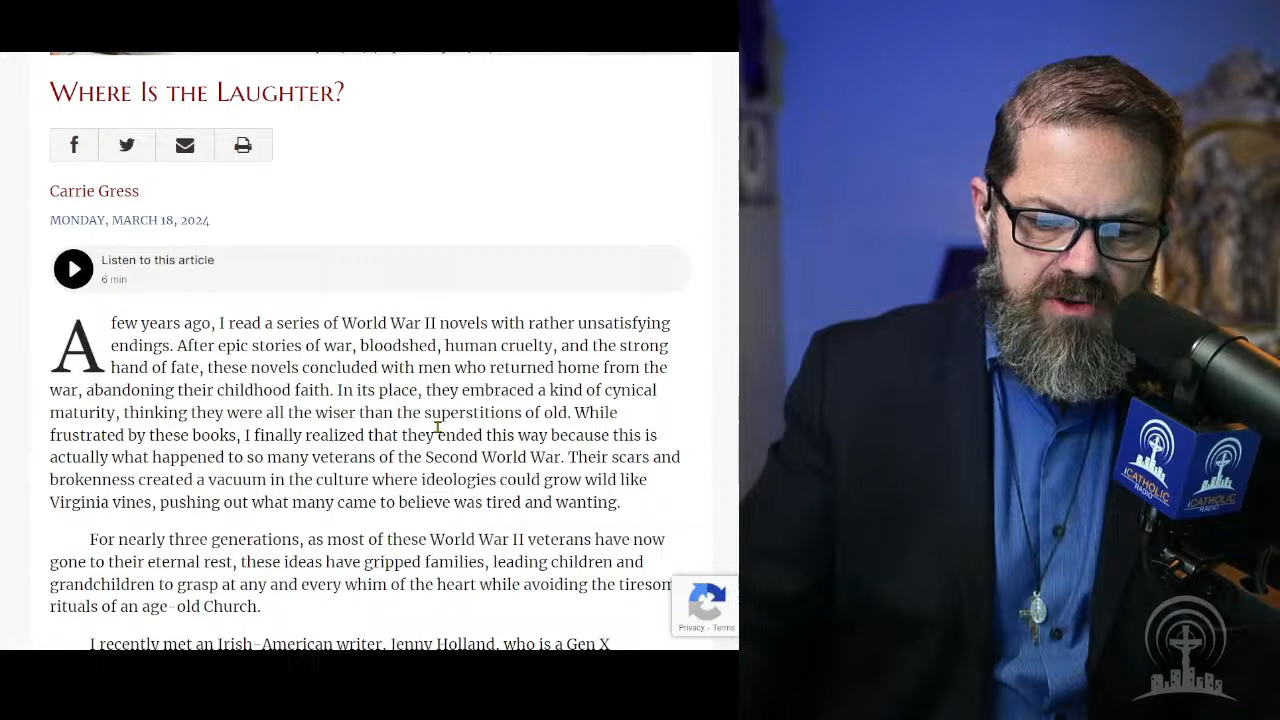 Where Is the Laughter?
Carrie Gress
MONDAY, MARCH 18, 2024
Listen to this article
6 min
A few years ago, I read a series of World War II novels with rather unsatisfying
endings. After epic stories of war, bloodshed, human cruelty, and the strong
hand of fate, these novels concluded with men who returned home from the
war, abandoning their childhood faith. In its place, they embraced a kind of cynical
maturity, thinking they were all the wiser than the superstitions of old. While
frustrated by these books, I finally realized that they ended this way because this is
actually what happened to so many veterans of the Second World War. Their scars and
brokenness created a vacuum in the culture where ideologies could grow wild like
Virginia vines, pushing out what many came to believe was tired and wanting.
For nearly three generations, as most of these World War II veterans have now
gone to their eternal rest, these ideas have gripped families, leading children and
grandchildren to grasp at any and every whim of the heart while avoiding the tiresom
rituals of an age-old Church.
I recently met an Irish-American writer, Jenny Holland, who is a Gen X
Privacy - Terms
iCATHOLIC
RADIO
iCATHOLIC
RADIO